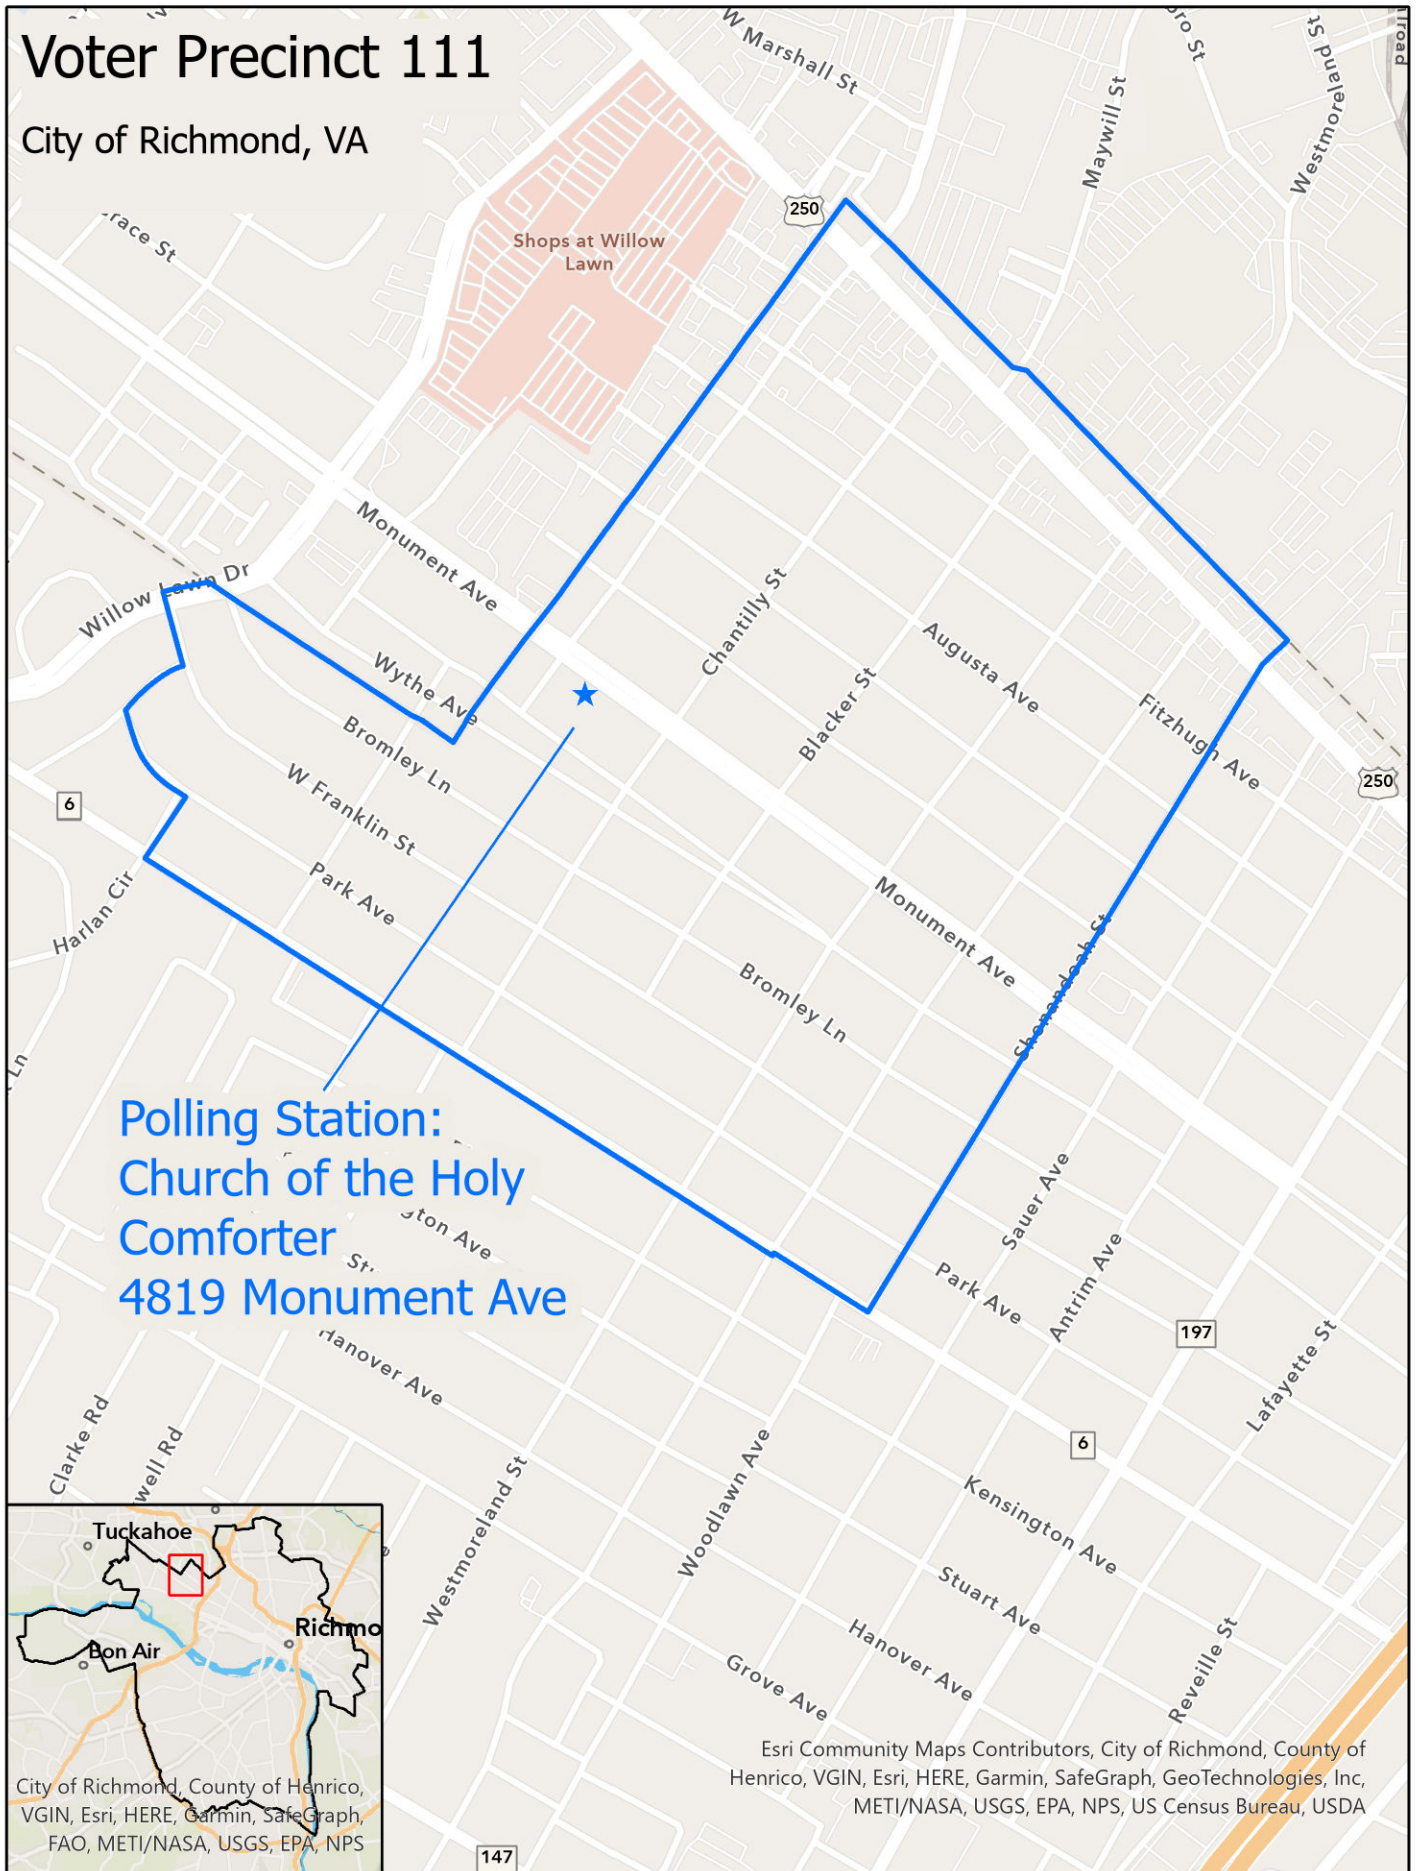 Voter Precinct 111
City of Richmond, VA
W Marshall St
Maywill St
Westmoreland St
250
Shops at Willow
Lawn
Monument Ave
Willow Lawn Dr
Wythe Ave
Chantilly St
Augusta Ave
Blacker St
Fitzhugh Ave
250
Bromley Ln
W Franklin St
6
Park Ave
Harlan Cir
Monument Ave
Shenandoah St
Bromley Ln
Ln
Polling Station:
Church of the Holy
Comforter
4819 Monument Ave
gton Ave
Hanover Ave
Sauer Ave
Antrim Ave
Park Ave
197
Lafayette St
6
Clarke Rd
well Rd
Westmoreland St
Woodlawn Ave
Kensington Ave
Stuart Ave
Hanover Ave
Grove Ave
Reveille St
147
Tuckahoe
Richmo
Bon Air
City of Richmond, County of Henrico,
VGIN, Esri, HERE, Garmin, SafeGraph,
FAO, METI/NASA, USGS, EPA, NPS
Esri Community Maps Contributors, City of Richmond, County of
Henrico, VGIN, Esri, HERE, Garmin, SafeGraph, GeoTechnologies, Inc,
METI/NASA, USGS, EPA, NPS, US Census Bureau, USDA